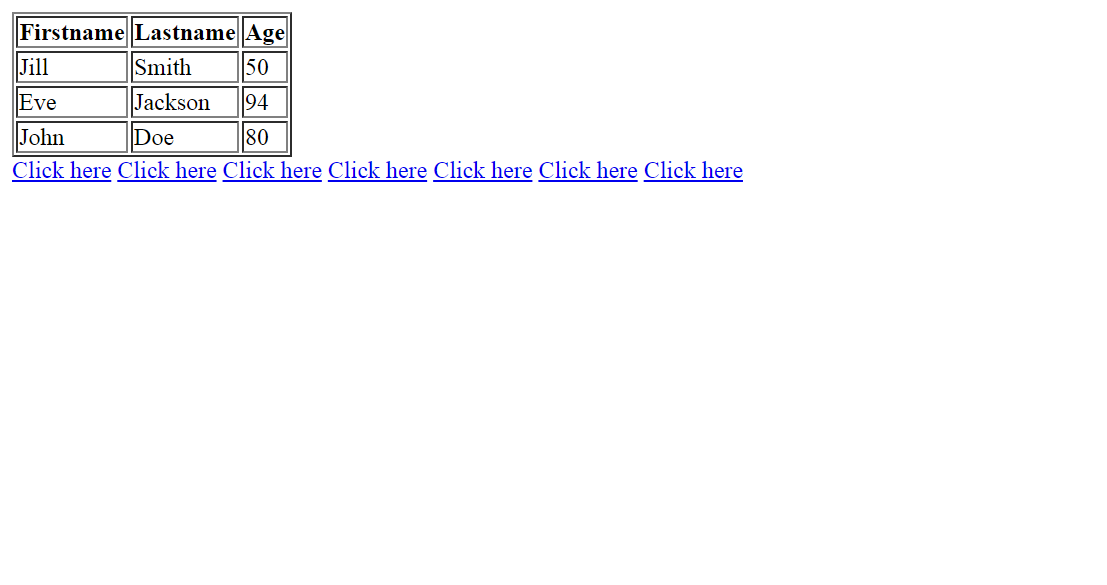 Firstname Lastname Age
Jill Smith 50
Eve Jackson 94
John Doe 80
Click here Click here Click here Click here Click here Click here Click here